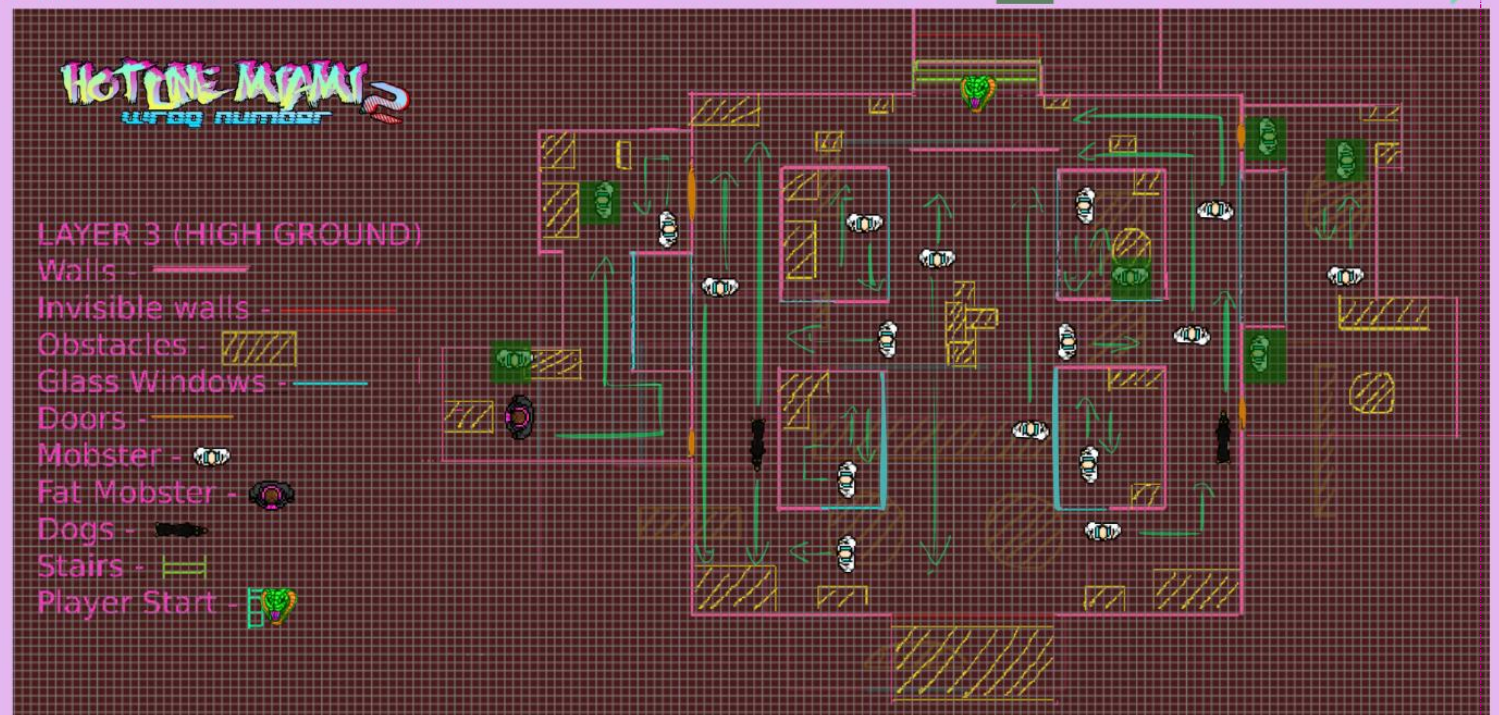 HOTLINE MIAMI 2
wrong number
LAYER 3 (HIGH GROUND)
Walls -
Invisible walls -
Obstacles
Glass Windows -
Doors -
Mobster -
Fat Mobster -
Dogs -
Stairs -
Player Start -